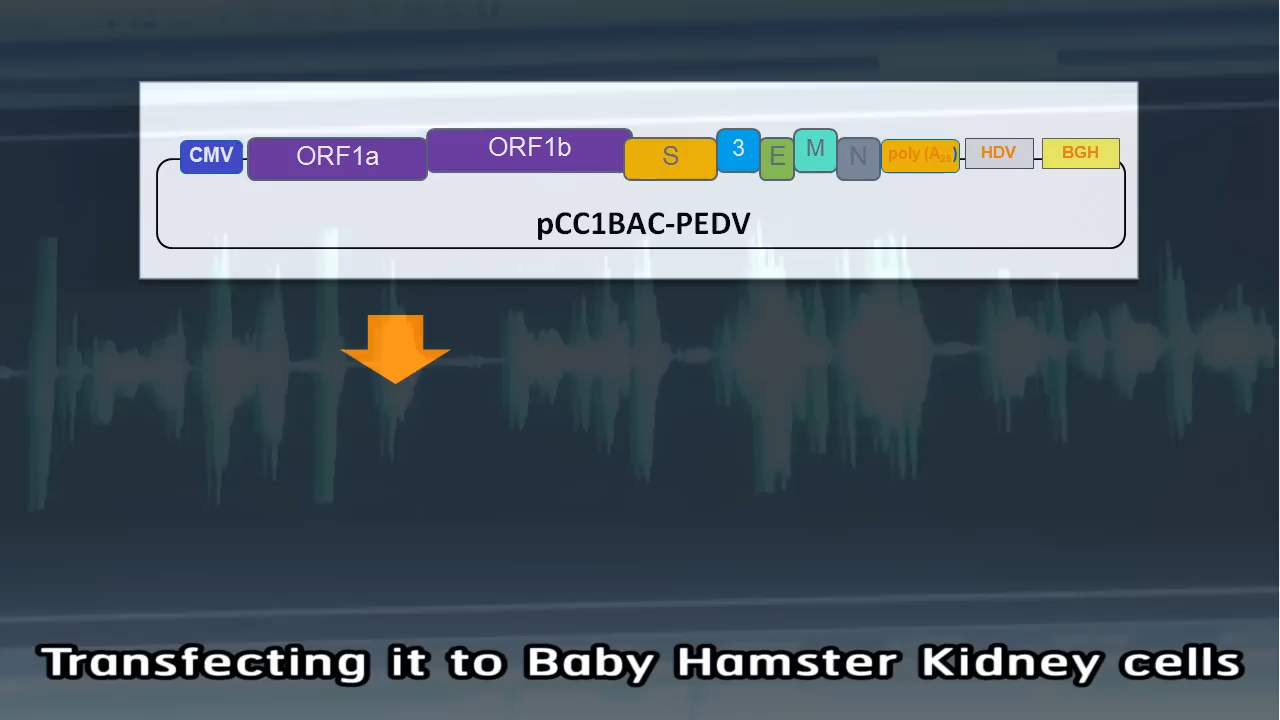 CMV ORF1a ORF1b S 3 E M N poly (A25) HDV BGH
pCC1BAC-PEDV
Transfecting it to Baby Hamster Kidney cells